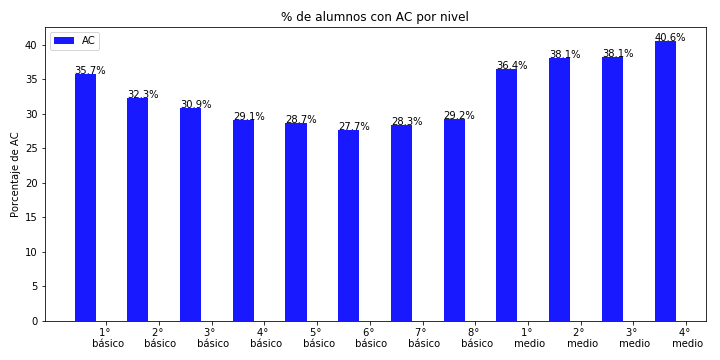 % de alumnos con AC por nivel
AC
Porcentaje de AC
40
35
30
25
20
15
10
5
0
35.7%
32.3%
30.9%
29.1%
28.7%
27.7%
28.3%
29.2%
36.4%
38.1%
38.1%
40.6%
1° básico
2° básico
3° básico
4° básico
5° básico
6° básico
7° básico
8° básico
1° medio
2° medio
3° medio
4° medio